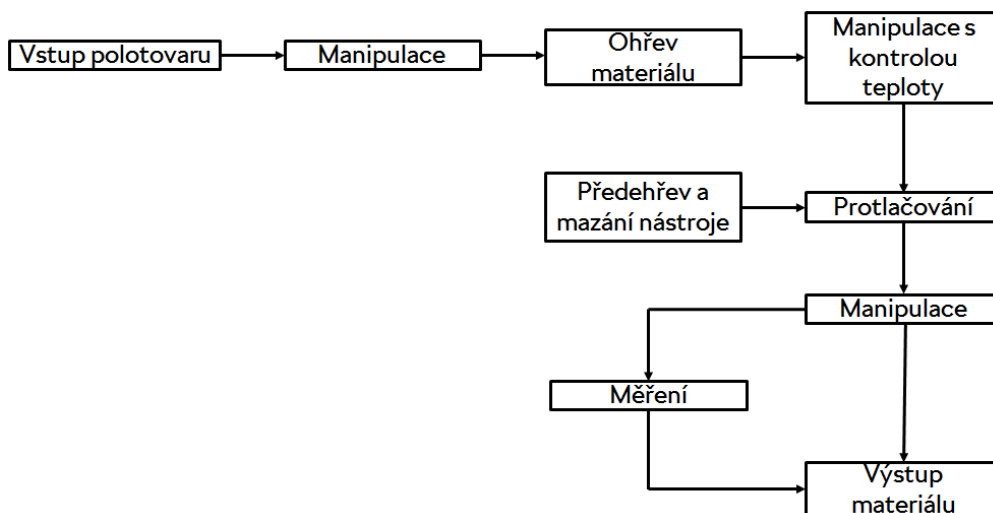 Vstup polotovaru
Manipulace
Ohřev
materiálu
Manipulace s
kontrolou
teploty
Předehřev a
mazání nástroje
Protlačování
Manipulace
Měření
Výstup
materiálu